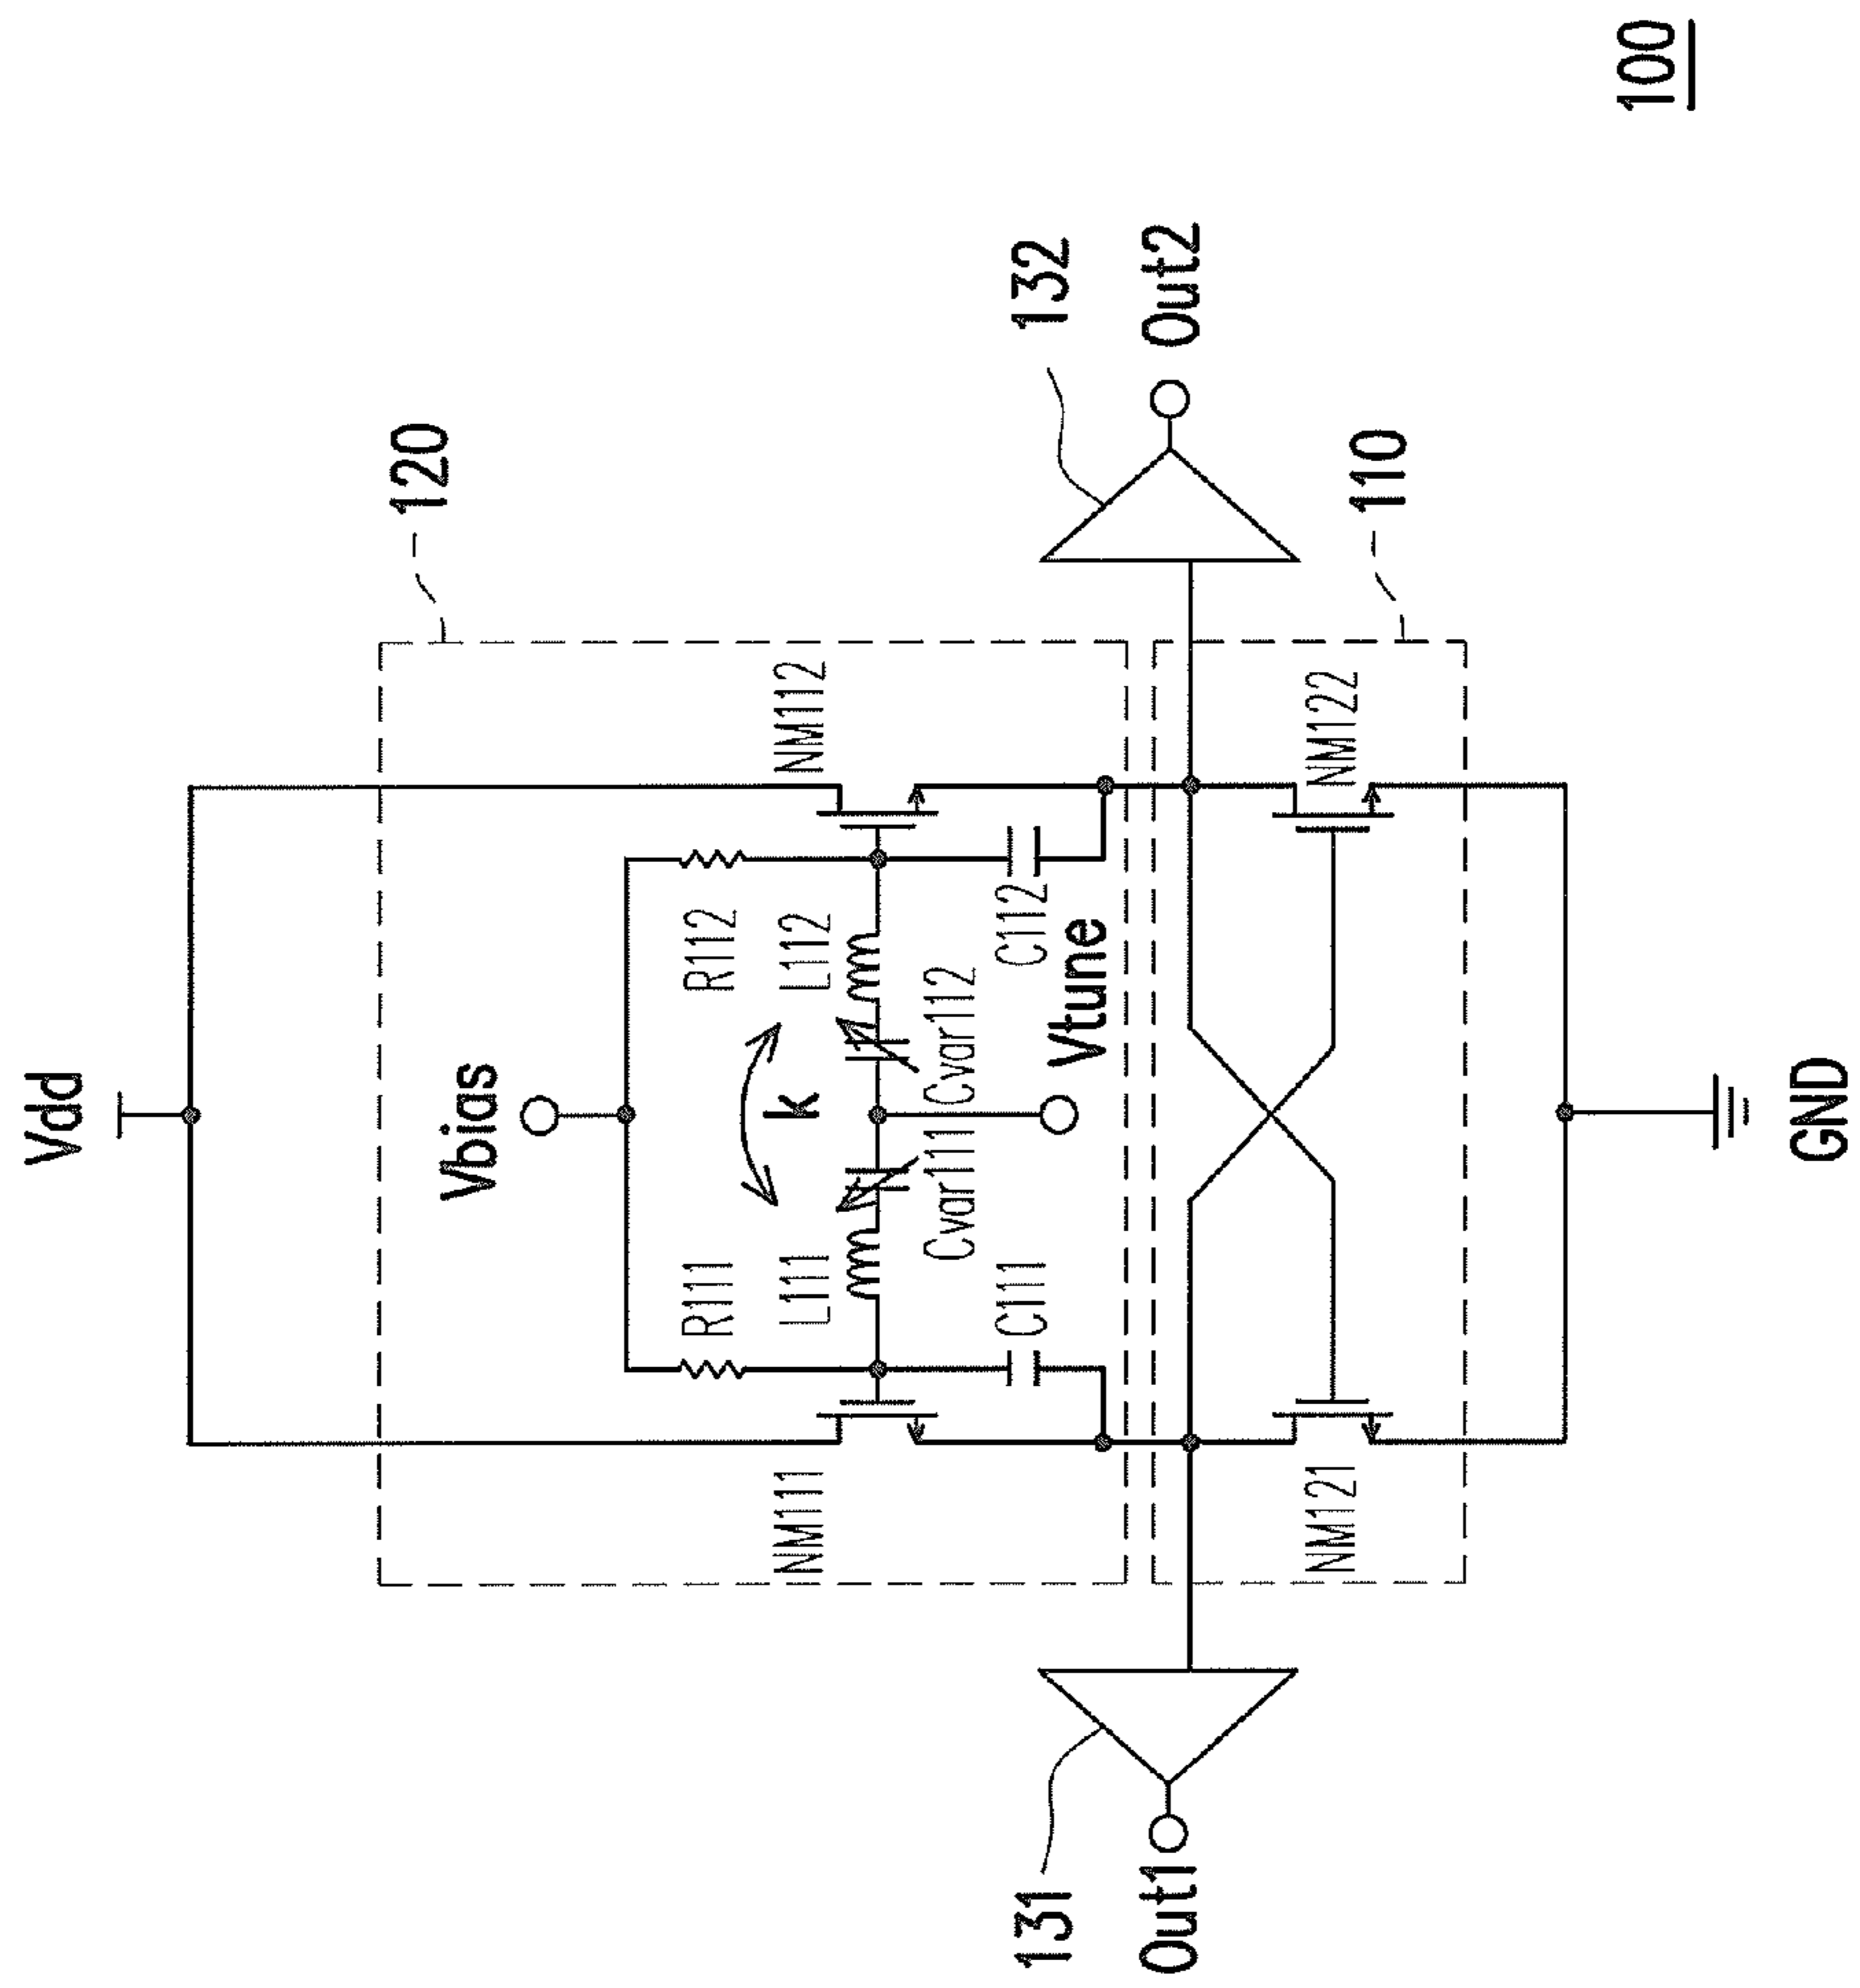 100
Vdd
120
Vbias
NM111
NM112
R111
R112
L111
L112
k
Cvar111
Cvar112
C111
C112
Vtune
131
132
Out1
Out2
110
NM121
NM122
GND